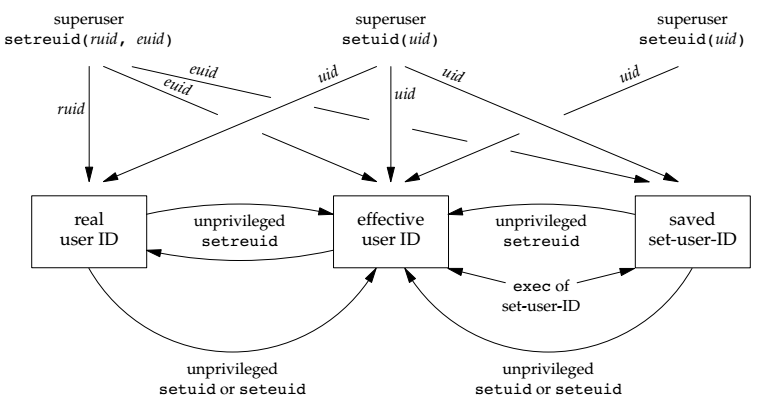 superuser
setreuid(ruid, euid)
superuser
setuid(uid)
superuser
seteuid(uid)
euid
euid
uid
uid
uid
uid
ruid
real
user ID
unprivileged
setreuid
effective
user ID
unprivileged
setreuid
saved
set-user-ID
exec of
set-user-ID
unprivileged
setuid or seteuid
unprivileged
setuid or seteuid